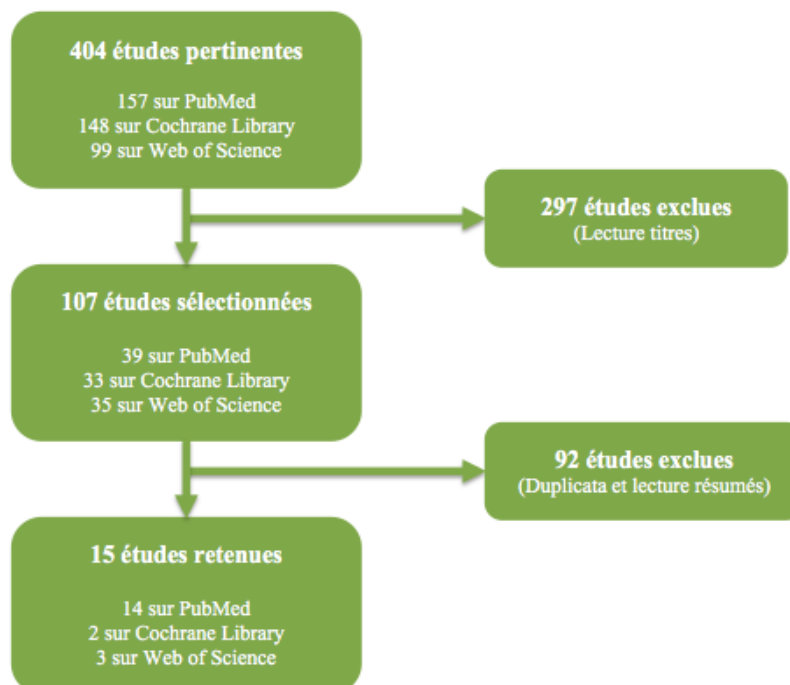 404 études pertinentes
157 sur PubMed
148 sur Cochrane Library
99 sur Web of Science
297 études exclues
(Lecture titres)
107 études sélectionnées
39 sur PubMed
33 sur Cochrane Library
35 sur Web of Science
92 études exclues
(Duplicata et lecture résumés)
15 études retenues
14 sur PubMed
2 sur Cochrane Library
3 sur Web of Science